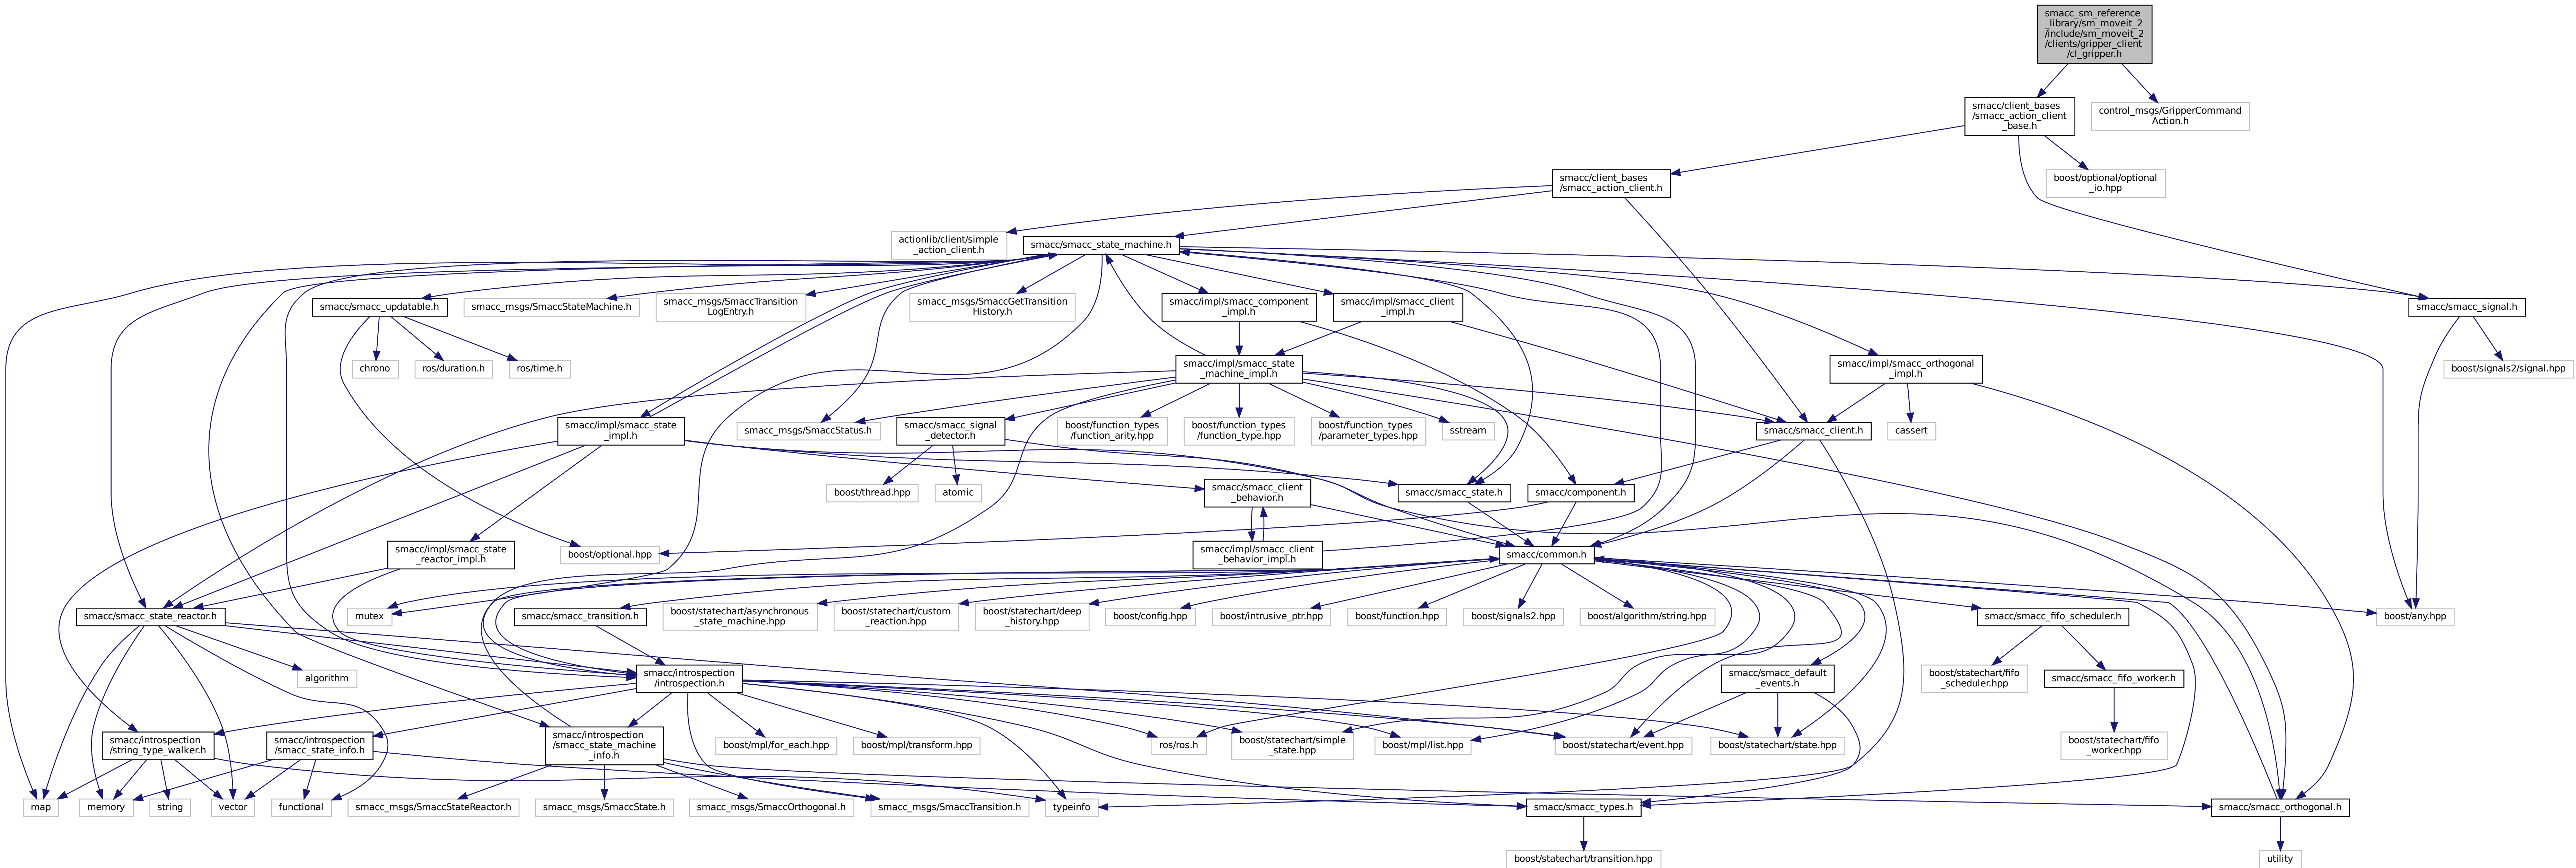 smacc_sm_reference
_library/sm_moveit_2
/include/sm_moveit_2
/clients/gripper_client
/cl_gripper.h
smacc/client_bases
/smacc_action_client
_base.h
control_msgs/GripperCommand
Action.h
smacc/client_bases
/smacc_action_client.h
boost/optional/optional
_io.hpp
actionlib/client/simple
_action_client.h
smacc/smacc_state_machine.h
smacc/smacc_updatable.h
smacc_msgs/SmaccStateMachine.h
smacc_msgs/SmaccTransition
LogEntry.h
smacc_msgs/SmaccGetTransition
History.h
smacc/impl/smacc_component
_impl.h
smacc/impl/smacc_client
_impl.h
smacc/smacc_signal.h
chrono
ros/duration.h
ros/time.h
smacc/impl/smacc_state
_machine_impl.h
smacc/impl/smacc_orthogonal
_impl.h
boost/signals2/signal.hpp
smacc/impl/smacc_state
_impl.h
smacc_msgs/SmaccStatus.h
smacc/smacc_signal
_detector.h
boost/function_types
/function_arity.hpp
boost/function_types
/function_type.hpp
boost/function_types
/parameter_types.hpp
sstream
smacc/smacc_client.h
cassert
boost/thread.hpp
atomic
smacc/smacc_client
_behavior.h
smacc/smacc_state.h
smacc/component.h
smacc/impl/smacc_state
_reactor_impl.h
boost/optional.hpp
smacc/impl/smacc_client
_behavior_impl.h
smacc/common.h
smacc/smacc_state_reactor.h
mutex
smacc/smacc_transition.h
boost/statechart/asynchronous
_state_machine.hpp
boost/statechart/custom
_reaction.hpp
boost/statechart/deep
_history.hpp
boost/config.hpp
boost/intrusive_ptr.hpp
boost/function.hpp
boost/signals2.hpp
boost/algorithm/string.hpp
smacc/smacc_fifo_scheduler.h
boost/any.hpp
algorithm
smacc/introspection
/introspection.h
smacc/smacc_default
_events.h
boost/statechart/fifo
_scheduler.hpp
smacc/smacc_fifo_worker.h
smacc/introspection
/string_type_walker.h
smacc/introspection
/smacc_state_info.h
smacc/introspection
/smacc_state_machine
_info.h
boost/mpl/for_each.hpp
boost/mpl/transform.hpp
ros/ros.h
boost/statechart/simple
_state.hpp
boost/mpl/list.hpp
boost/statechart/event.hpp
boost/statechart/state.hpp
boost/statechart/fifo
_worker.hpp
map
memory
string
vector
functional
smacc_msgs/SmaccStateReactor.h
smacc_msgs/SmaccState.h
smacc_msgs/SmaccOrthogonal.h
smacc_msgs/SmaccTransition.h
typeinfo
smacc/smacc_types.h
smacc/smacc_orthogonal.h
boost/statechart/transition.hpp
utility